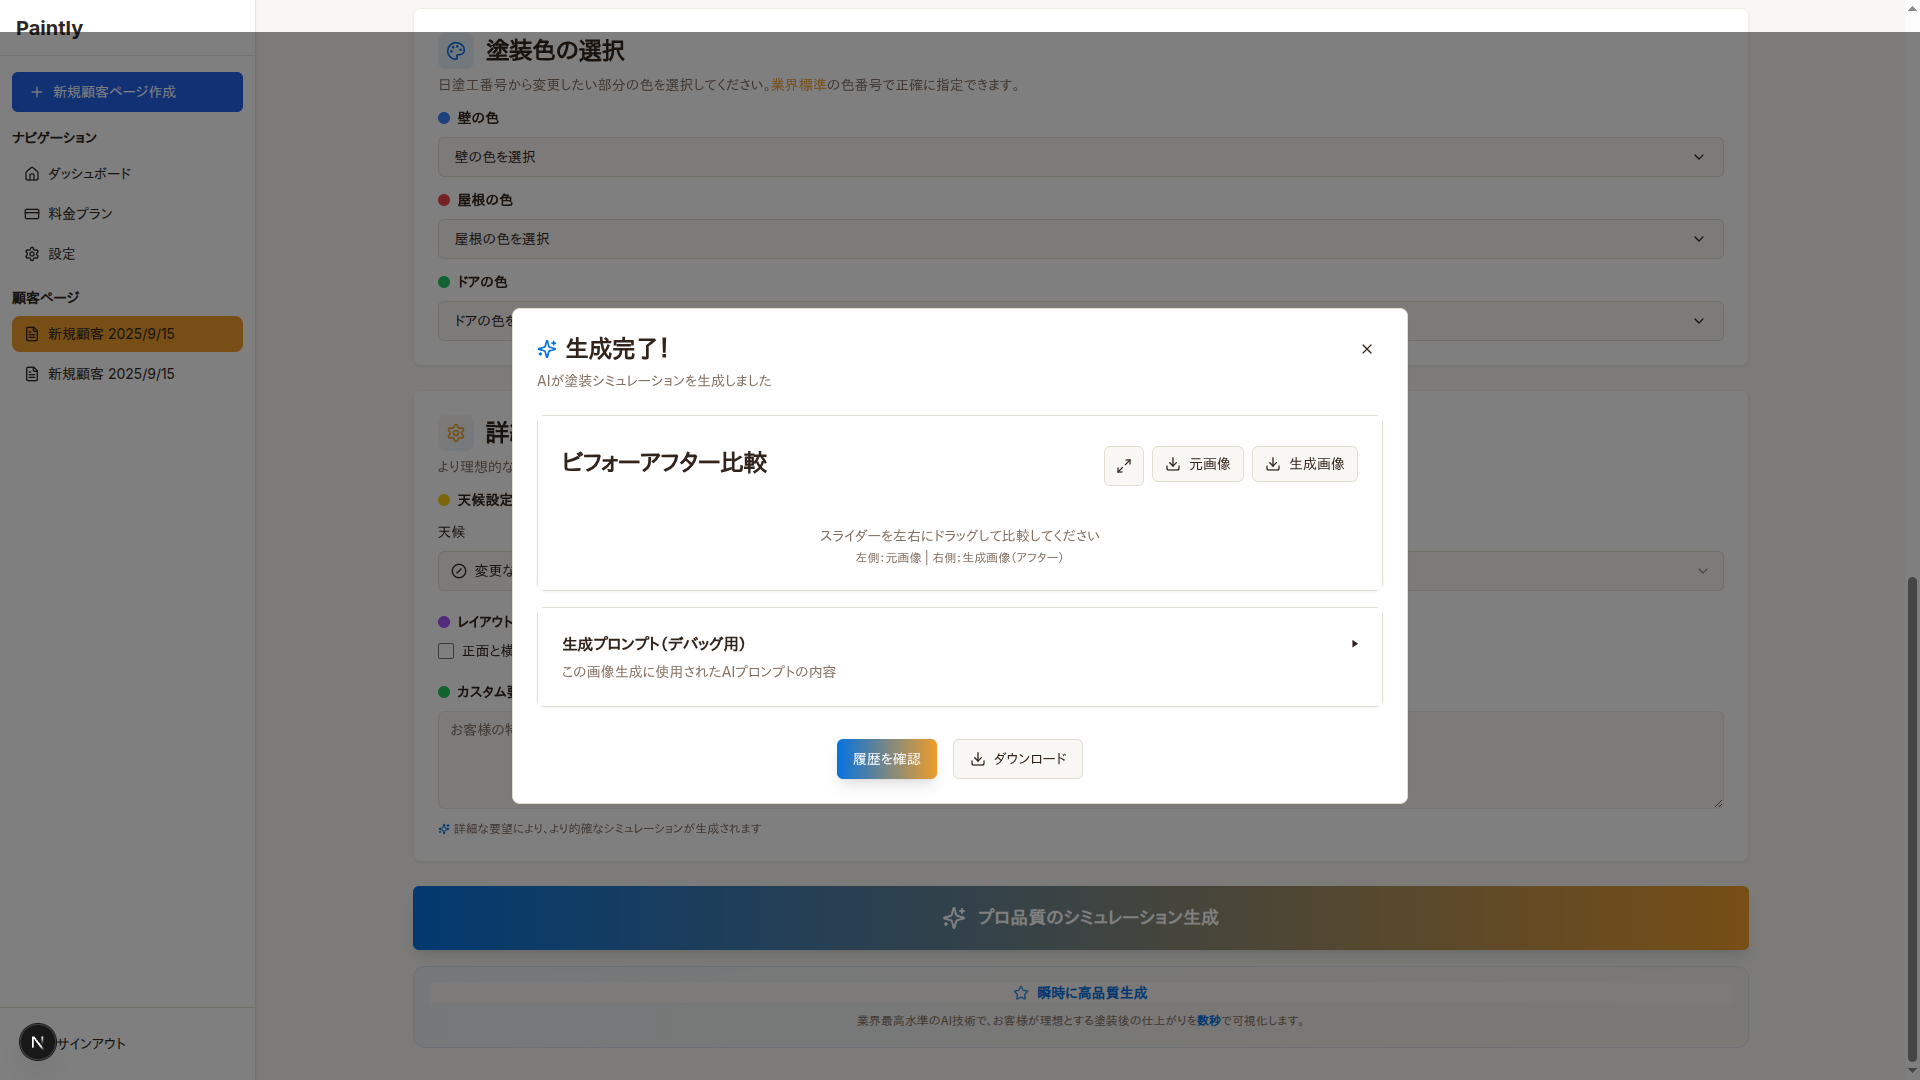 Paintly
新規顧客ページ作成
ナビゲーション
ダッシュボード
料金プラン
設定
顧客ページ
新規顧客 2025/9/15
新規顧客 2025/9/15
N
サインアウト
塗装色の選択
日塗工番号から変更したい部分の色を選択してください。業界標準の色番号で正確に指定できます。
壁の色
壁の色を選択
屋根の色
屋根の色を選択
ドアの色
ドアの色を
詳
より理想的な
天候設定
天候
変更な
レイアウト
正面と横
カスタム要
お客様の特
詳細な要望により、より的確なシミュレーションが生成されます
生成完了！
AIが塗装シミュレーションを生成しました
ビフォーアフター比較
元画像
生成画像
スライダーを左右にドラッグして比較してください
左側：元画像 | 右側：生成画像（アフター）
生成プロンプト（デバッグ用）
この画像生成に使用されたAIプロンプトの内容
履歴を確認
ダウンロード
プロ品質のシミュレーション生成
瞬時に高品質生成
業界最高水準のAI技術で、お客様が理想とする塗装後の仕上がりを数秒で可視化します。